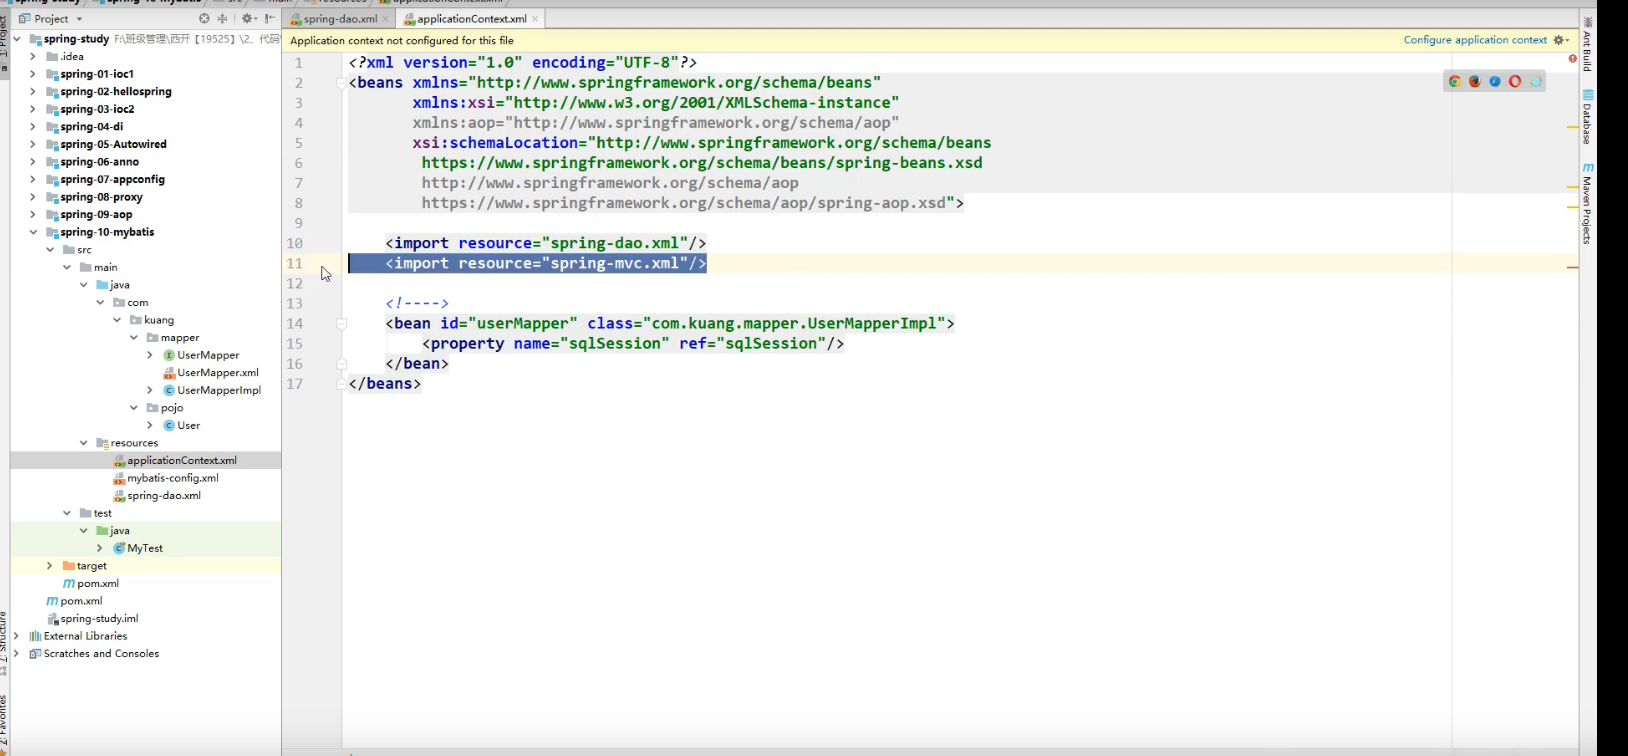 spring-study
spring-10-mybatis
src
main
resources
applicationContext.xml
Project
spring-dao.xml
applicationContext.xml
Application context not configured for this file
Configure application context
spring-study F:\班级管理\西开【19525】\2、代码\
.idea
spring-01-ioc1
spring-02-hellospring
spring-03-ioc2
spring-04-di
spring-05-Autowired
spring-06-anno
spring-07-appconfig
spring-08-proxy
spring-09-aop
spring-10-mybatis
src
main
java
com
kuang
mapper
UserMapper
UserMapper.xml
UserMapperImpl
pojo
User
resources
applicationContext.xml
mybatis-config.xml
spring-dao.xml
test
java
MyTest
target
pom.xml
pom.xml
spring-study.iml
External Libraries
Scratches and Consoles
1 <?xml version="1.0" encoding="UTF-8"?>
2 <beans xmlns="http://www.springframework.org/schema/beans"
3 xmlns:xsi="http://www.w3.org/2001/XMLSchema-instance"
4 xmlns:aop="http://www.springframework.org/schema/aop"
5 xsi:schemaLocation="http://www.springframework.org/schema/beans
6 https://www.springframework.org/schema/beans/spring-beans.xsd
7 http://www.springframework.org/schema/aop
8 https://www.springframework.org/schema/aop/spring-aop.xsd">
9
10 <import resource="spring-dao.xml"/>
11 <import resource="spring-mvc.xml"/>
12
13 <!---->
14 <bean id="userMapper" class="com.kuang.mapper.UserMapperImpl">
15 <property name="sqlSession" ref="sqlSession"/>
16 </bean>
17 </beans>
1: Project
7: Structure
2: Favorites
Ant Build
Database
Maven Projects